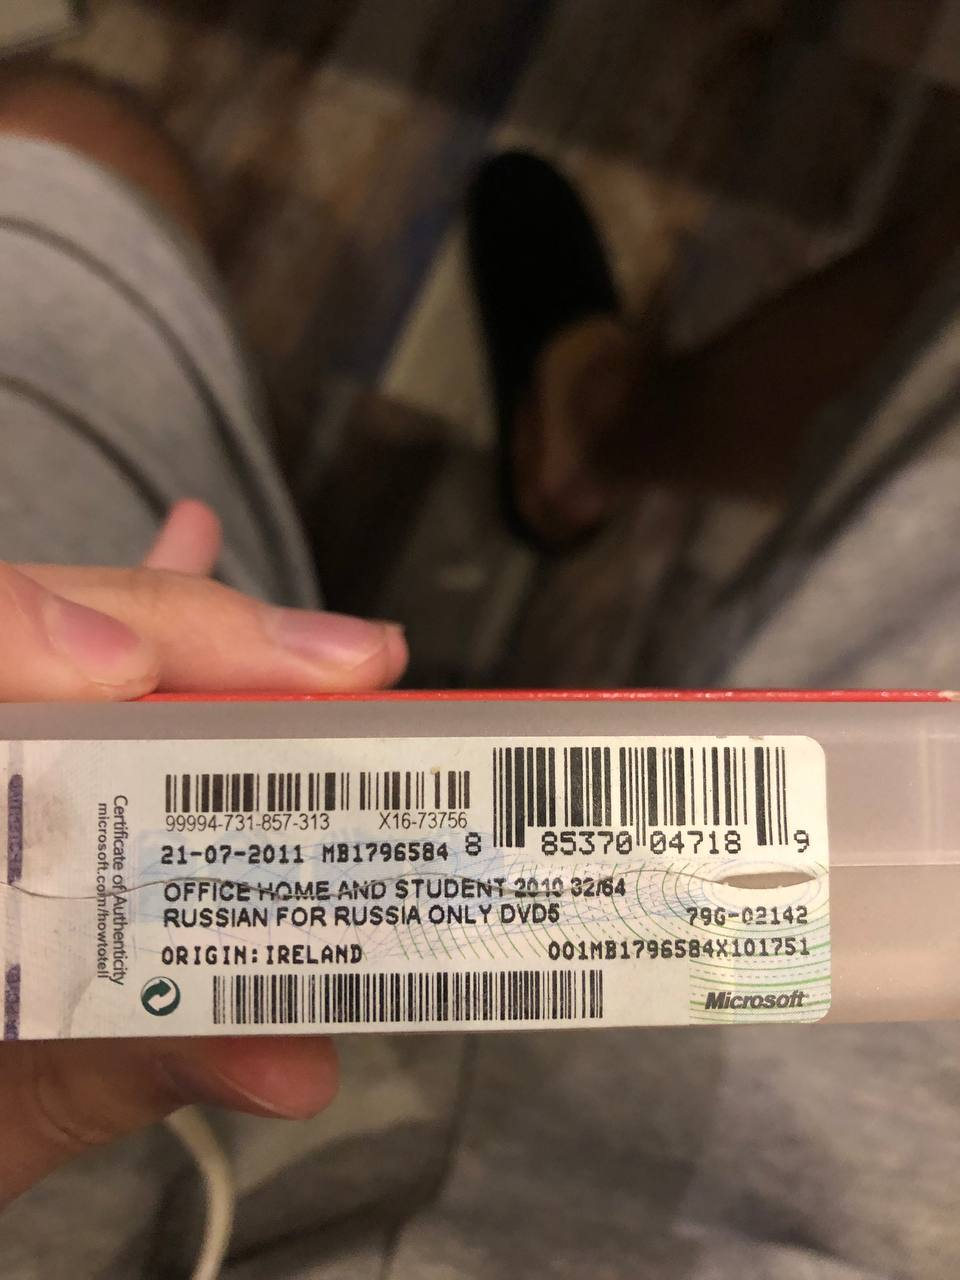 99994-731-857-313 X16-73756
8 85370 04718 9
21-07-2011 MB1796584
OFFICE HOME AND STUDENT 2010 32/64
RUSSIAN FOR RUSSIA ONLY DVD5 79G-02142
ORIGIN:IRELAND 001MB1796584X101751
Microsoft
Certificate of Authenticity
microsoft.com/howtotell